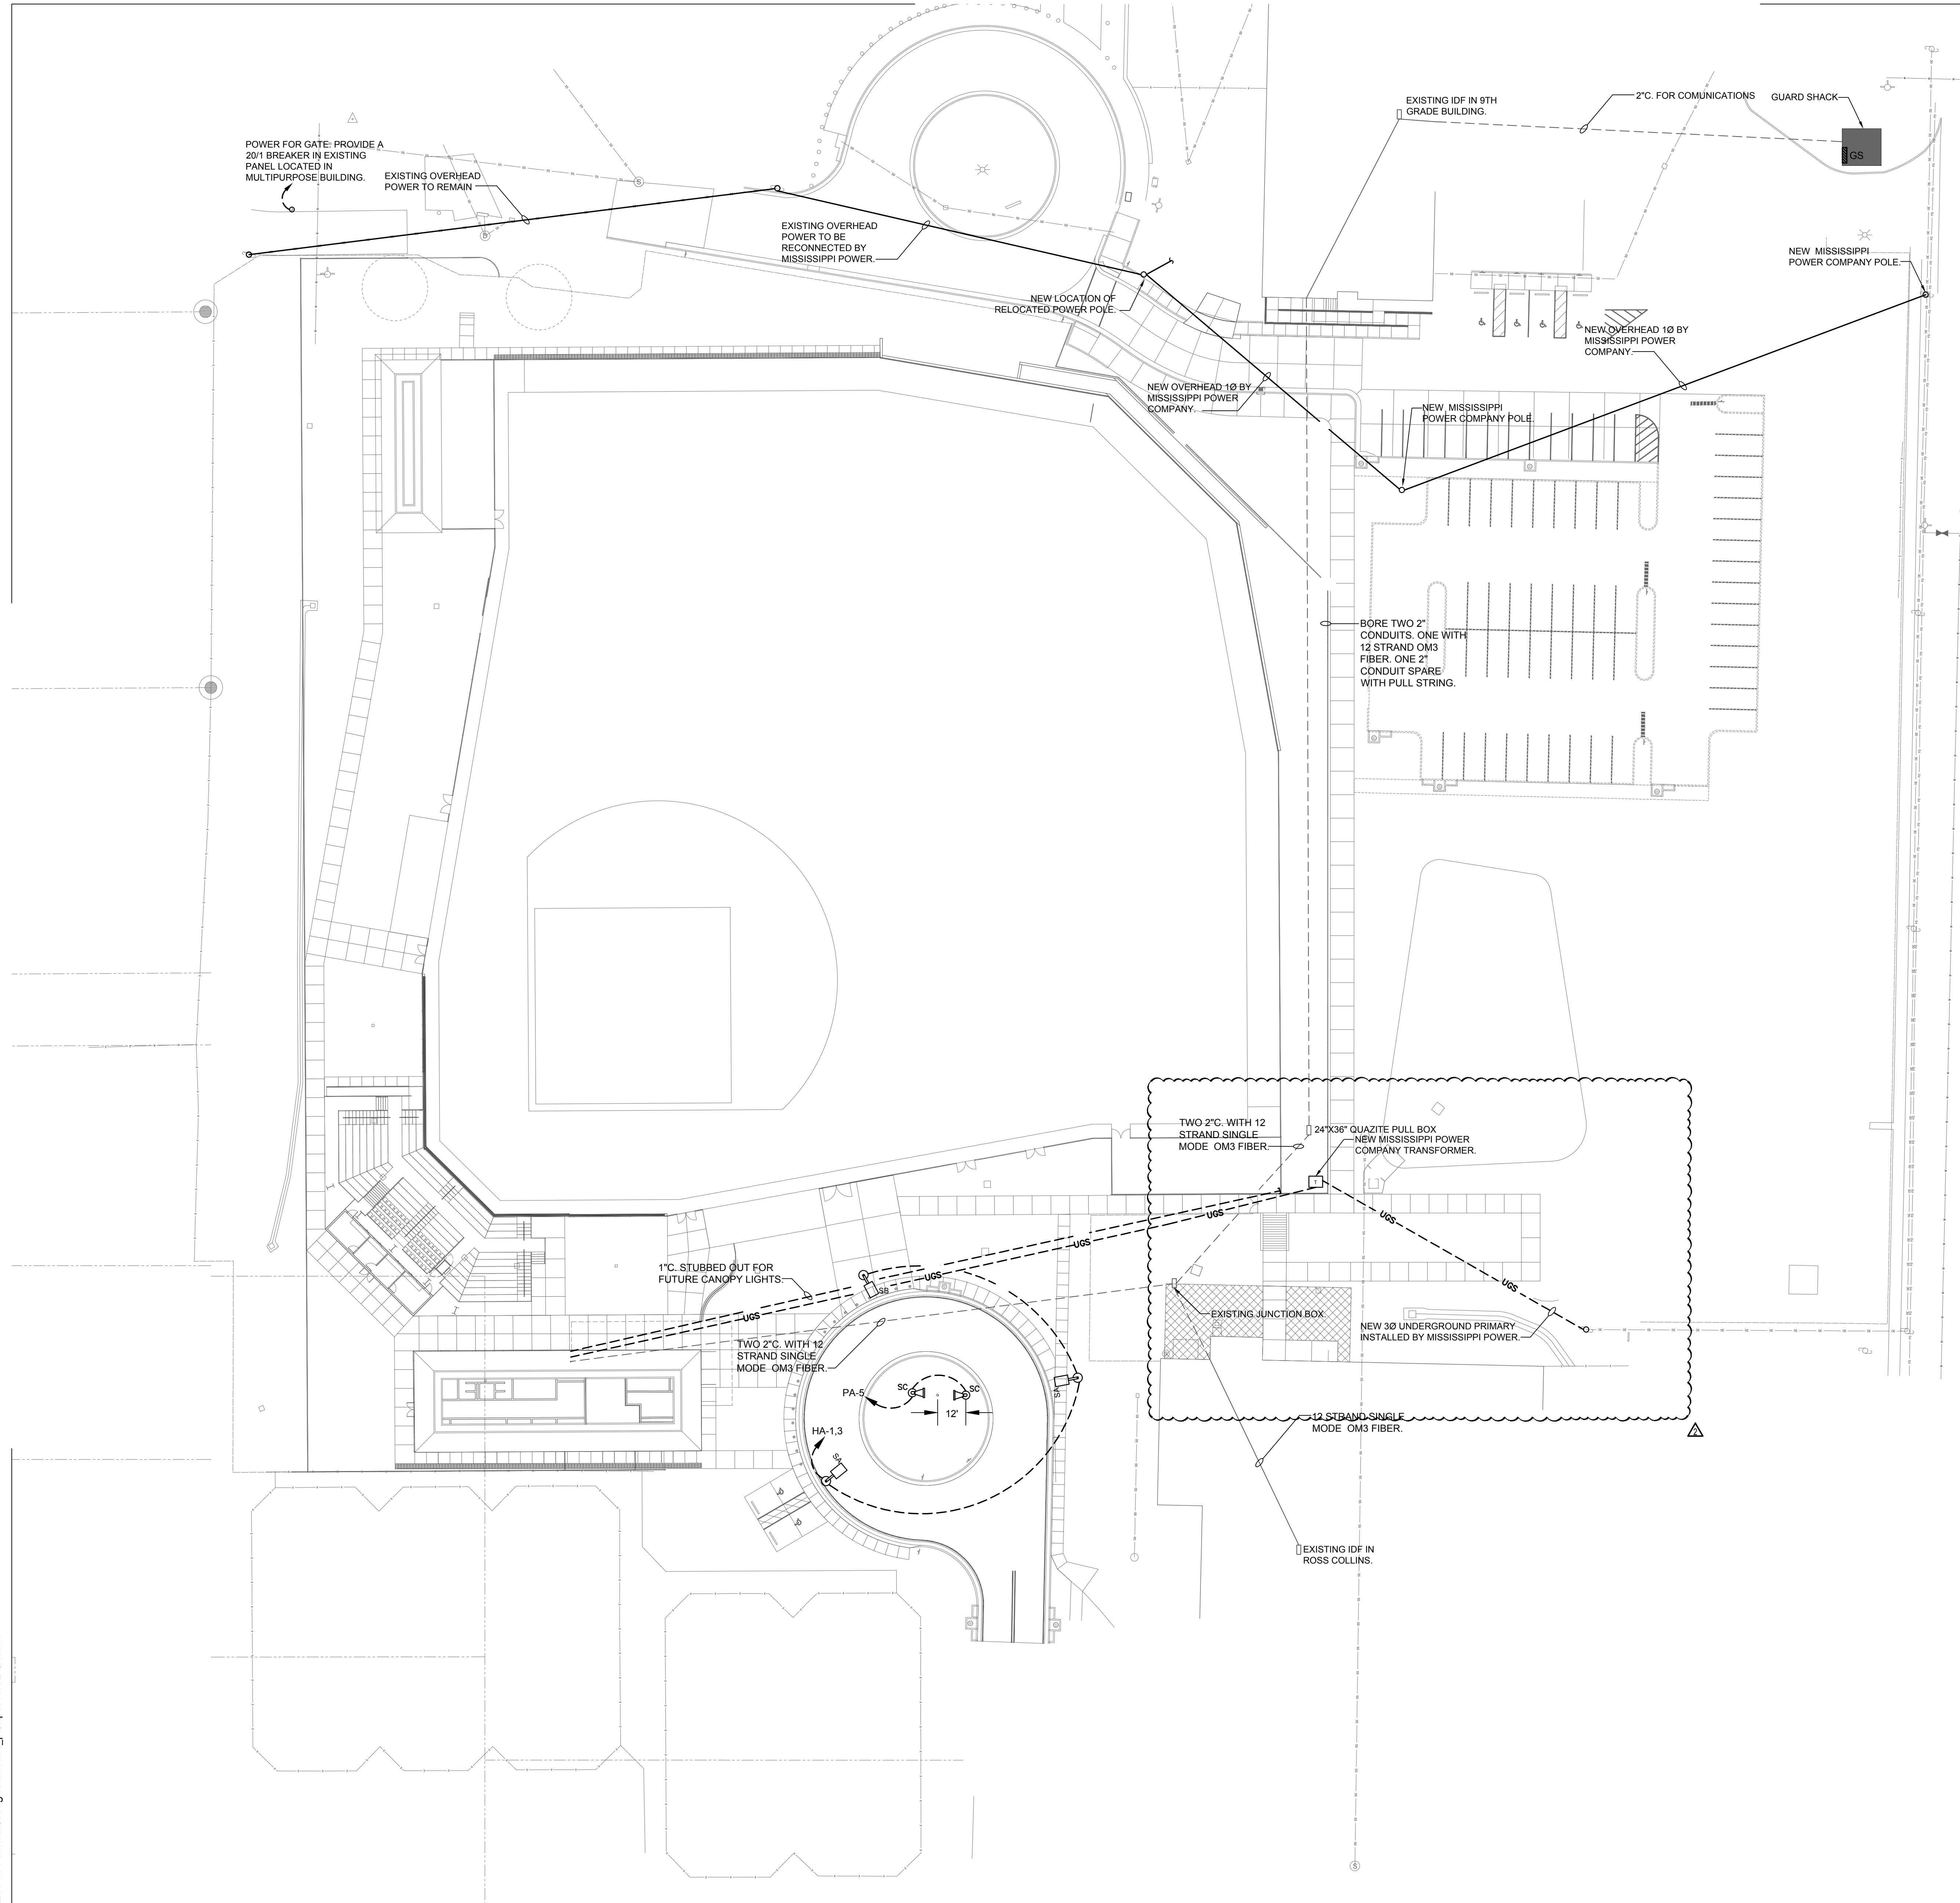 EXISTING IDF IN 9TH
GRADE BUILDING.
2"C. FOR COMUNICATIONS
GUARD SHACK
GS
POWER FOR GATE. PROVIDE A
20/1 BREAKER IN EXISTING
PANEL LOCATED IN
MULTIPURPOSE BUILDING.
EXISTING OVERHEAD
POWER TO REMAIN
S
D
EXISTING OVERHEAD
POWER TO BE
RECONNECTED BY
MISSISSIPPI POWER.
NEW MISSISSIPPI
POWER COMPANY POLE.
NEW LOCATION OF
RELOCATED POWER POLE.
NEW OVERHEAD 1Ø BY
MISSISSIPPI POWER
COMPANY.
NEW OVERHEAD 1Ø BY
MISSISSIPPI POWER
COMPANY.
NEW MISSISSIPPI
POWER COMPANY POLE.
BORE TWO 2"
CONDUITS. ONE WITH
12 STRAND OM3
FIBER. ONE 2"
CONDUIT SPARE
WITH PULL STRING.
TWO 2"C. WITH 12
STRAND SINGLE
MODE OM3 FIBER.
24"X36" QUAZITE PULL BOX
NEW MISSISSIPPI POWER
COMPANY TRANSFORMER.
T
UGS
UGS
UGS
UGS
UGS
UGS
1"C. STUBBED OUT FOR
FUTURE CANOPY LIGHTS.
SB
EXISTING JUNCTION BOX
NEW 3Ø UNDERGROUND PRIMARY
INSTALLED BY MISSISSIPPI POWER.
TWO 2"C. WITH 12
STRAND SINGLE
MODE OM3 FIBER.
PA-5
SC
SC
SA
12'
HA-1,3
SA
12 STRAND SINGLE
MODE OM3 FIBER.
2
EXISTING IDF IN
ROSS COLLINS.
S